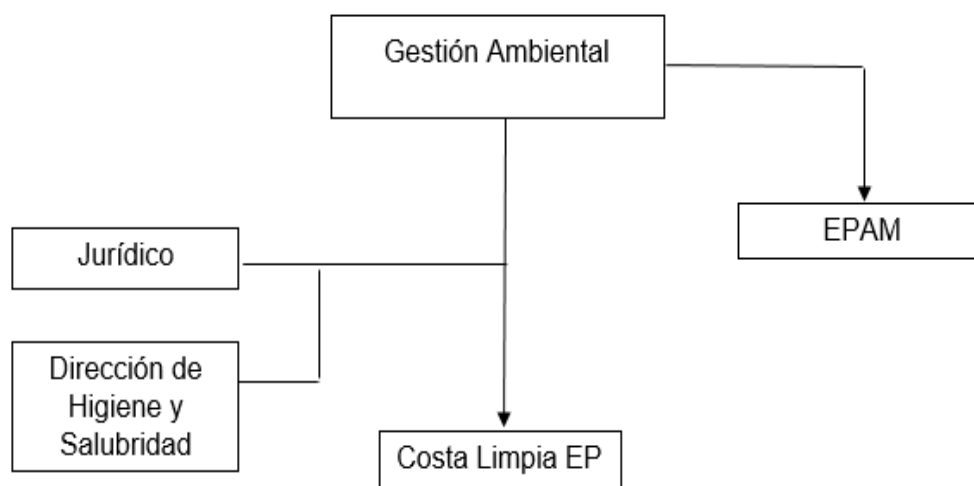 Gestión Ambiental
EPAM
Jurídico
Dirección de
Higiene y
Salubridad
Costa Limpia EP